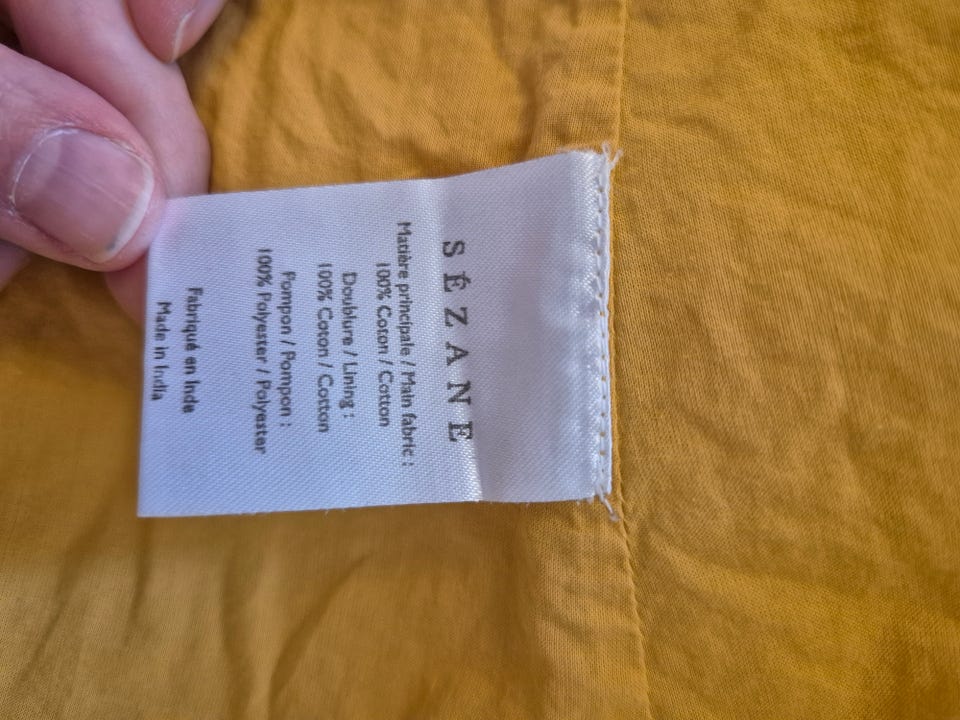 SÉZANE
Matière principale / Main fabric :
100% Coton / Cotton
Doublure / Lining :
100% Coton / Cotton
Pompon / Pompon :
100% Polyester / Polyester
Fabriqué en Inde
Made in India